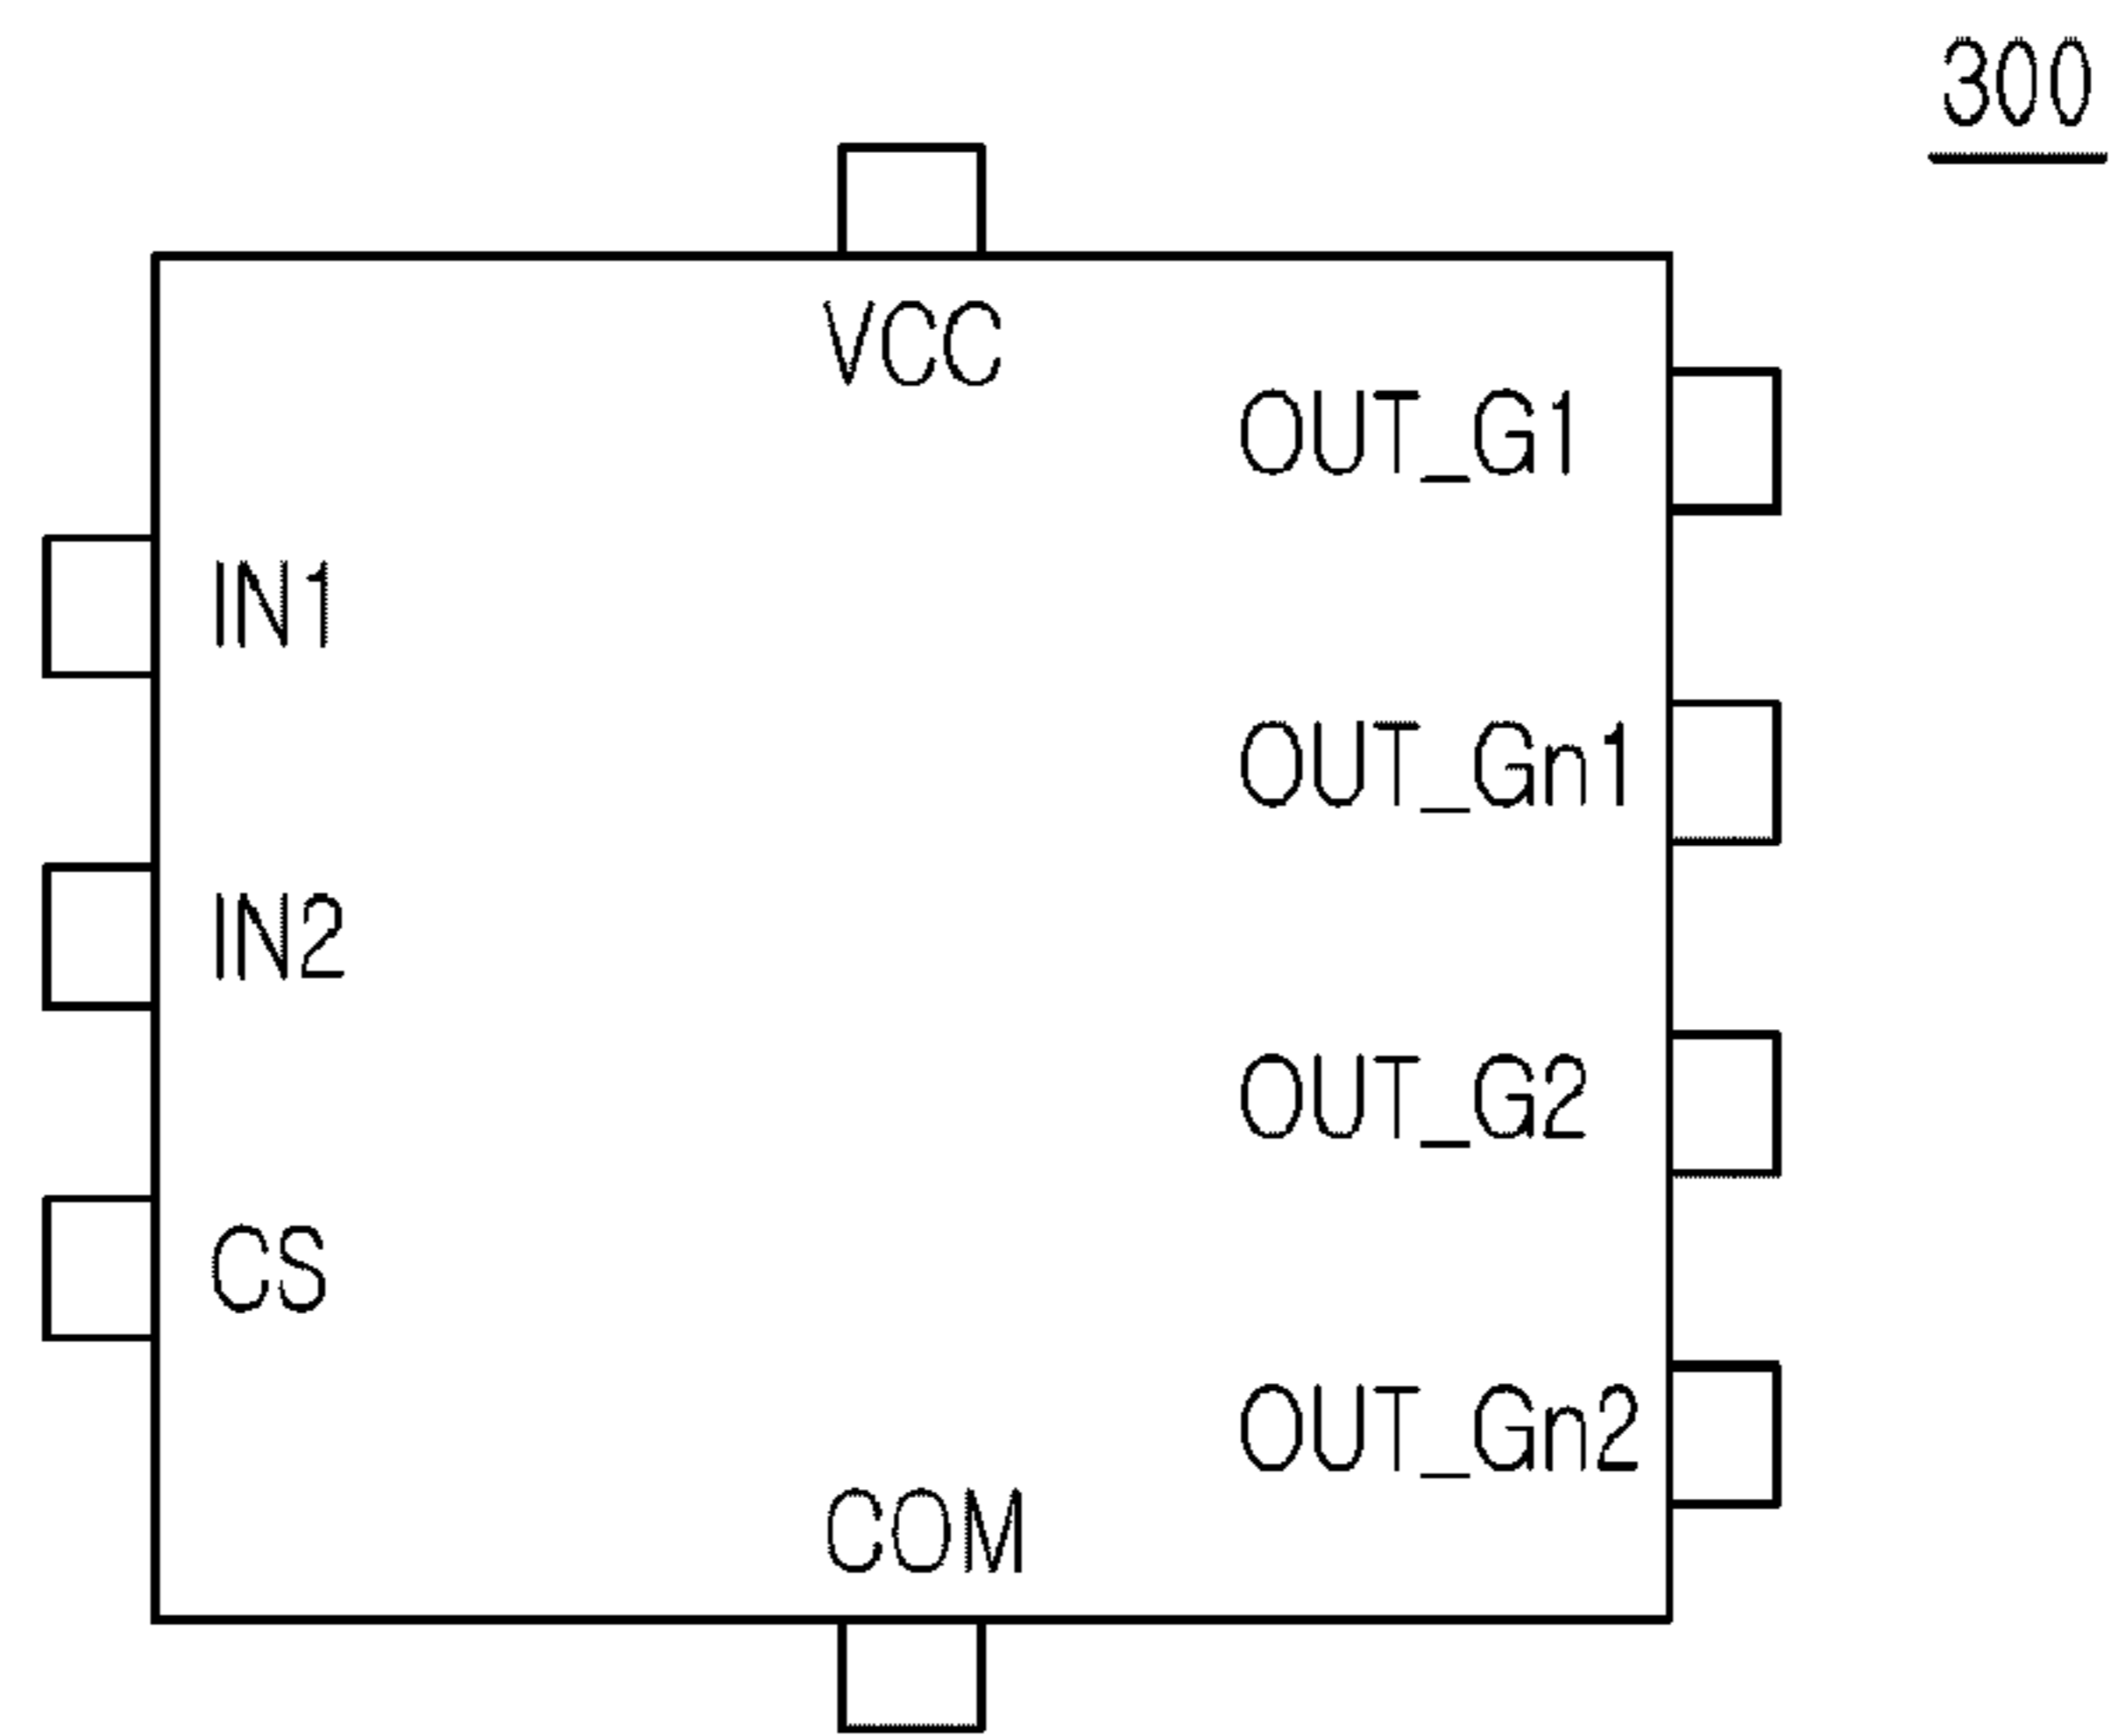 300
VCC
OUT_G1
IN1
OUT_Gn1
IN2
OUT_G2
CS
OUT_Gn2
COM